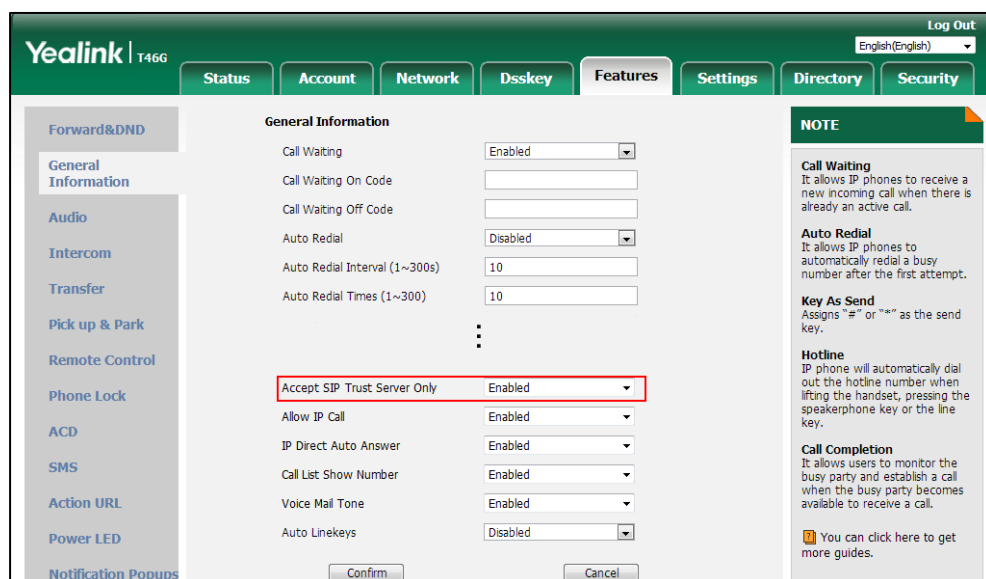 Log Out
Yealink T46G
English(English)
Status Account Network Dsskey Features Settings Directory Security
Forward&DND
General
Information
Audio
Intercom
Transfer
Pick up & Park
Remote Control
Phone Lock
ACD
SMS
Action URL
Power LED
Notification Popups
General Information
Call Waiting Enabled
Call Waiting On Code
Call Waiting Off Code
Auto Redial Disabled
Auto Redial Interval (1~300s) 10
Auto Redial Times (1~300) 10
Accept SIP Trust Server Only Enabled
Allow IP Call Enabled
IP Direct Auto Answer Enabled
Call List Show Number Enabled
Voice Mail Tone Enabled
Auto Linekeys Disabled
Confirm Cancel
NOTE
Call Waiting
It allows IP phones to receive a
new incoming call when there is
already an active call.
Auto Redial
It allows IP phones to
automatically redial a busy
number after the first attempt.
Key As Send
Assigns "#" or "*" as the send
key.
Hotline
IP phone will automatically dial
out the hotline number when
lifting the handset, pressing the
speakerphone key or the line
key.
Call Completion
It allows users to monitor the
busy party and establish a call
when the busy party becomes
available to receive a call.
? You can click here to get
more guides.